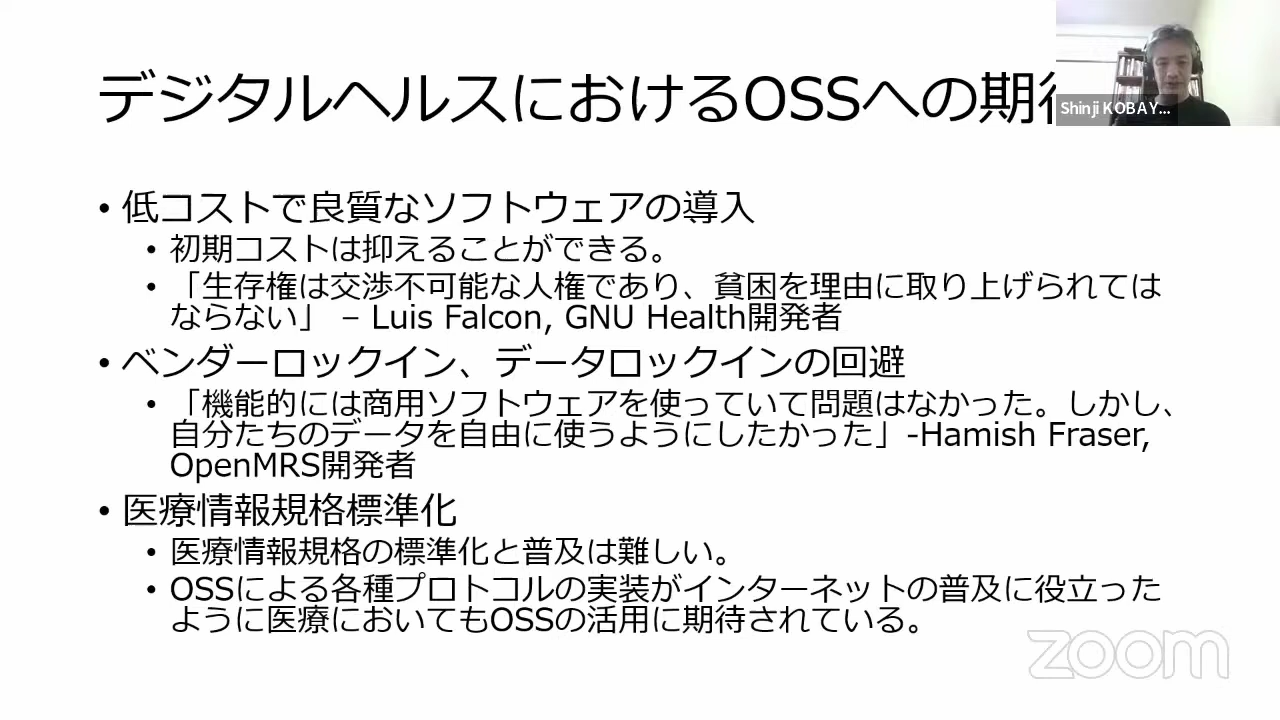 デジタルヘルスにおけるOSSへの期待
Shinji KOBAY...
• 低コストで良質なソフトウェアの導入
• 初期コストは抑えることができる。
• 「生存権は交渉不可能な人権であり、貧困を理由に取り上げられては
ならない」 – Luis Falcon, GNU Health開発者
• ベンダーロックイン、データロックインの回避
• 「機能的には商用ソフトウェアを使っていて問題はなかった。しかし、
自分たちのデータを自由に使うようにしたかった」-Hamish Fraser,
OpenMRS開発者
• 医療情報規格標準化
• 医療情報規格の標準化と普及は難しい。
• OSSによる各種プロトコルの実装がインターネットの普及に役立った
ように医療においてもOSSの活用に期待されている。
zoom